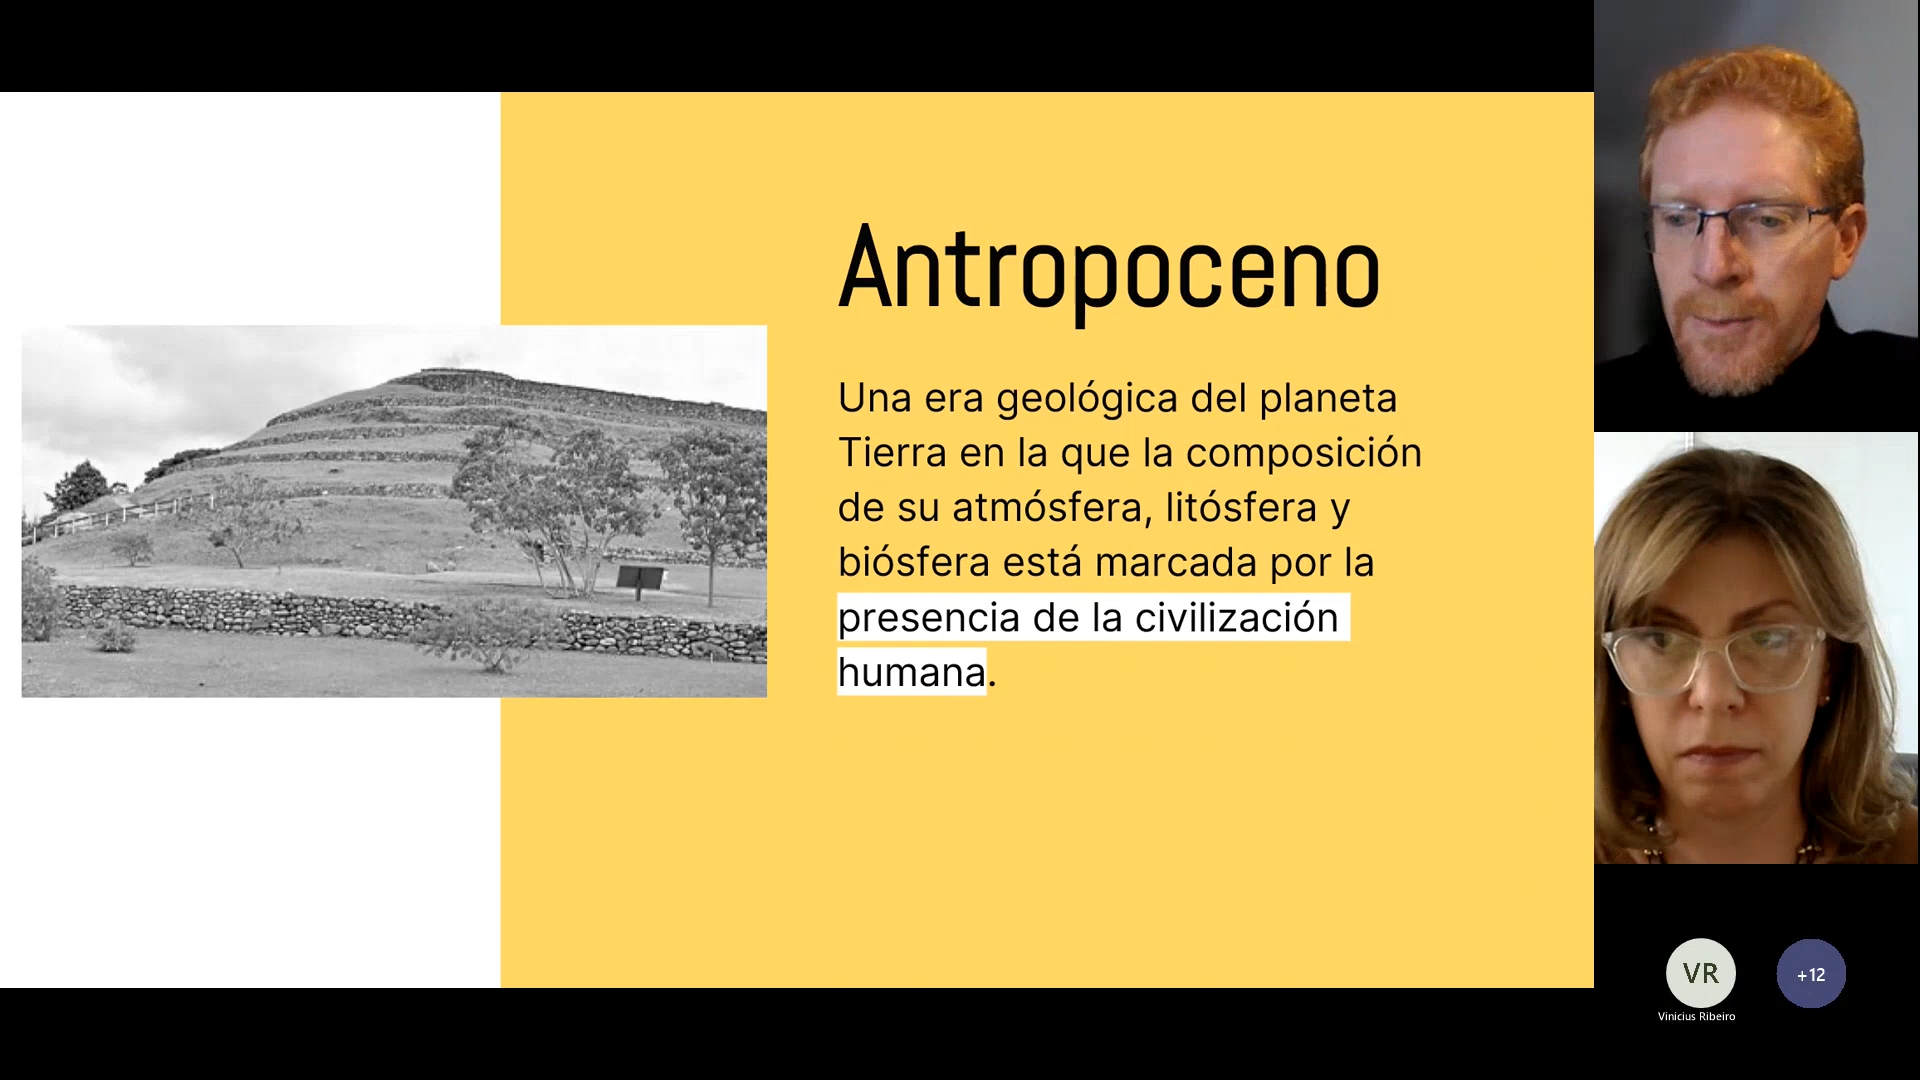 Antropoceno
Una era geológica del planeta
Tierra en la que la composición
de su atmósfera, litósfera y
biósfera está marcada por la
presencia de la civilización
humana.
VR
+12
Vinicius Ribeiro